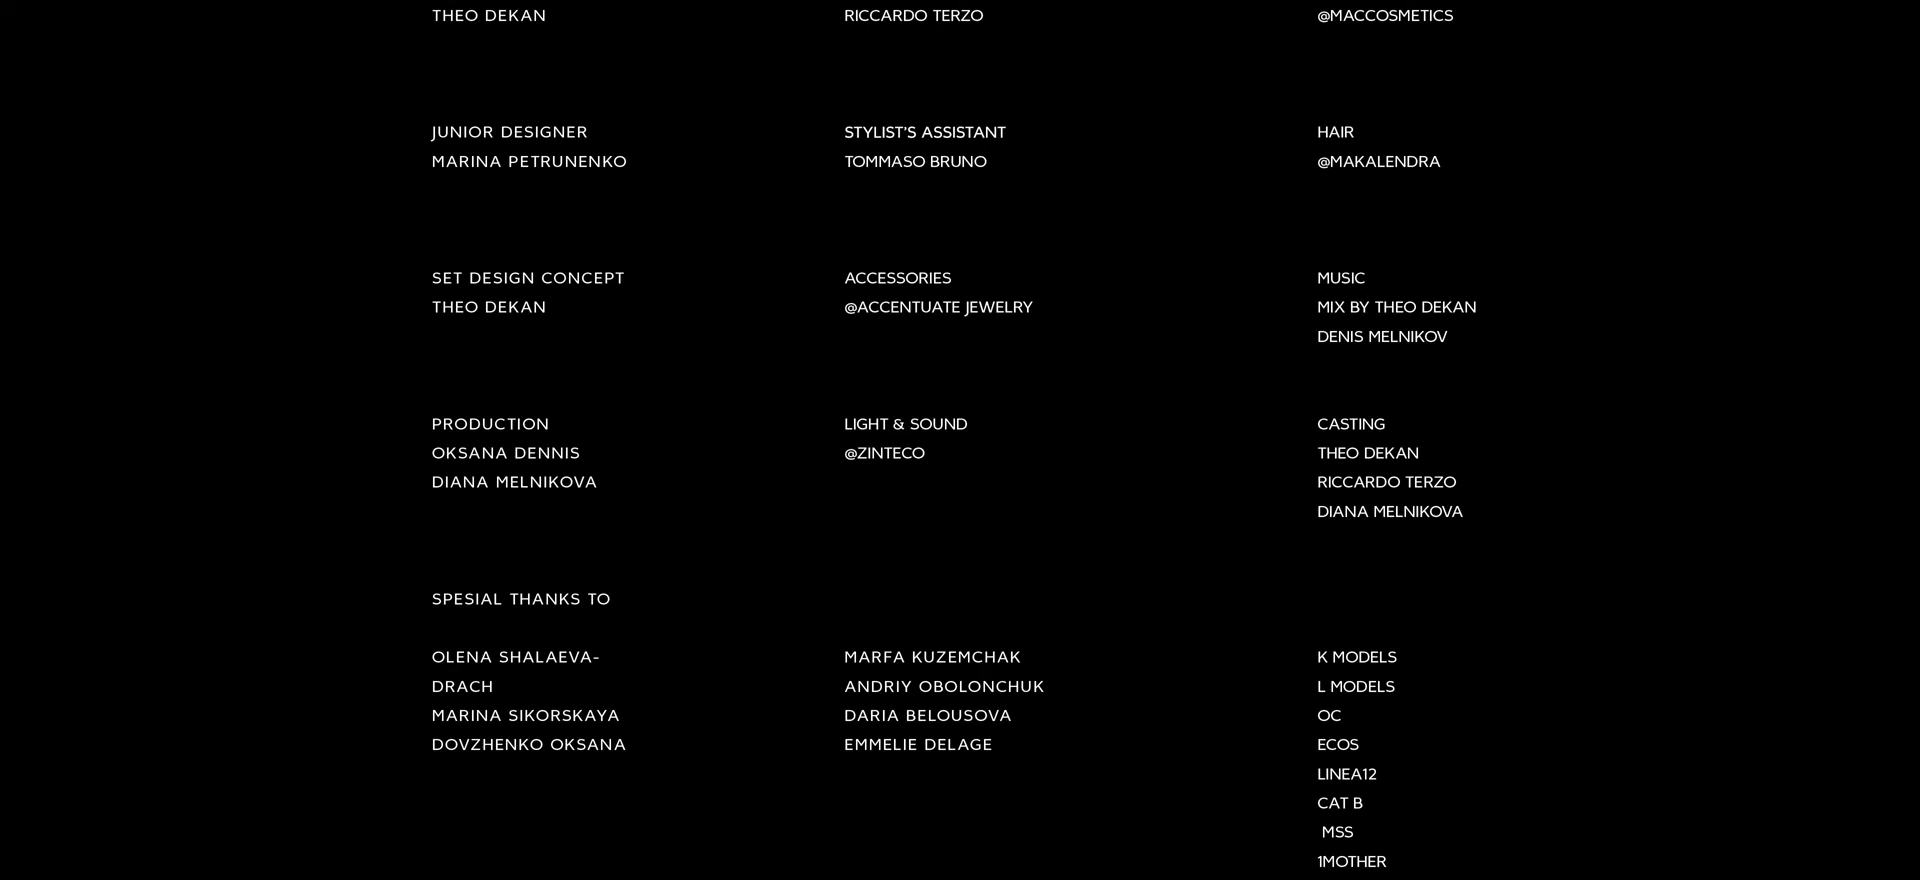 THEO DEKAN
RICCARDO TERZO
@MACCOSMETICS
JUNIOR DESIGNER
MARINA PETRUNENKO
STYLIST'S ASSISTANT
TOMMASO BRUNO
HAIR
@MAKALENDRA
SET DESIGN CONCEPT
THEO DEKAN
ACCESSORIES
@ACCENTUATE JEWELRY
MUSIC
MIX BY THEO DEKAN
DENIS MELNIKOV
PRODUCTION
OKSANA DENNIS
DIANA MELNIKOVA
LIGHT & SOUND
@ZINTECO
CASTING
THEO DEKAN
RICCARDO TERZO
DIANA MELNIKOVA
SPESIAL THANKS TO
OLENA SHALAEVA-
DRACH
MARINA SIKORSKAYA
DOVZHENKO OKSANA
MARFA KUZEMCHAK
ANDRIY OBOLONCHUK
DARIA BELOUSOVA
EMMELIE DELAGE
K MODELS
L MODELS
OC
ECOS
LINEA12
CAT B
MSS
1MOTHER